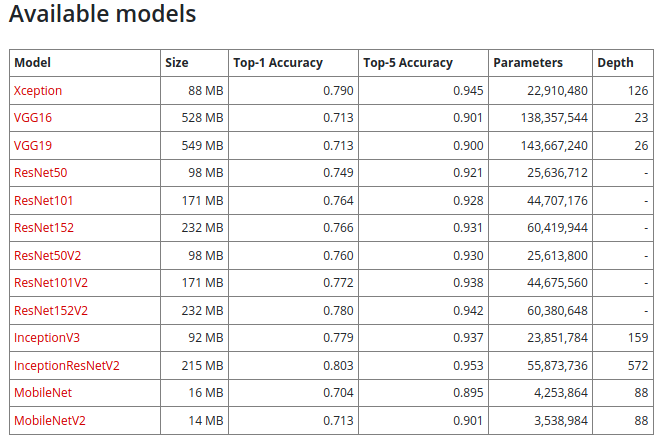 Available models
Model Size Top-1 Accuracy Top-5 Accuracy Parameters Depth
Xception 88 MB 0.790 0.945 22,910,480 126
VGG16 528 MB 0.713 0.901 138,357,544 23
VGG19 549 MB 0.713 0.900 143,667,240 26
ResNet50 98 MB 0.749 0.921 25,636,712 -
ResNet101 171 MB 0.764 0.928 44,707,176 -
ResNet152 232 MB 0.766 0.931 60,419,944 -
ResNet50V2 98 MB 0.760 0.930 25,613,800 -
ResNet101V2 171 MB 0.772 0.938 44,675,560 -
ResNet152V2 232 MB 0.780 0.942 60,380,648 -
InceptionV3 92 MB 0.779 0.937 23,851,784 159
InceptionResNetV2 215 MB 0.803 0.953 55,873,736 572
MobileNet 16 MB 0.704 0.895 4,253,864 88
MobileNetV2 14 MB 0.713 0.901 3,538,984 88